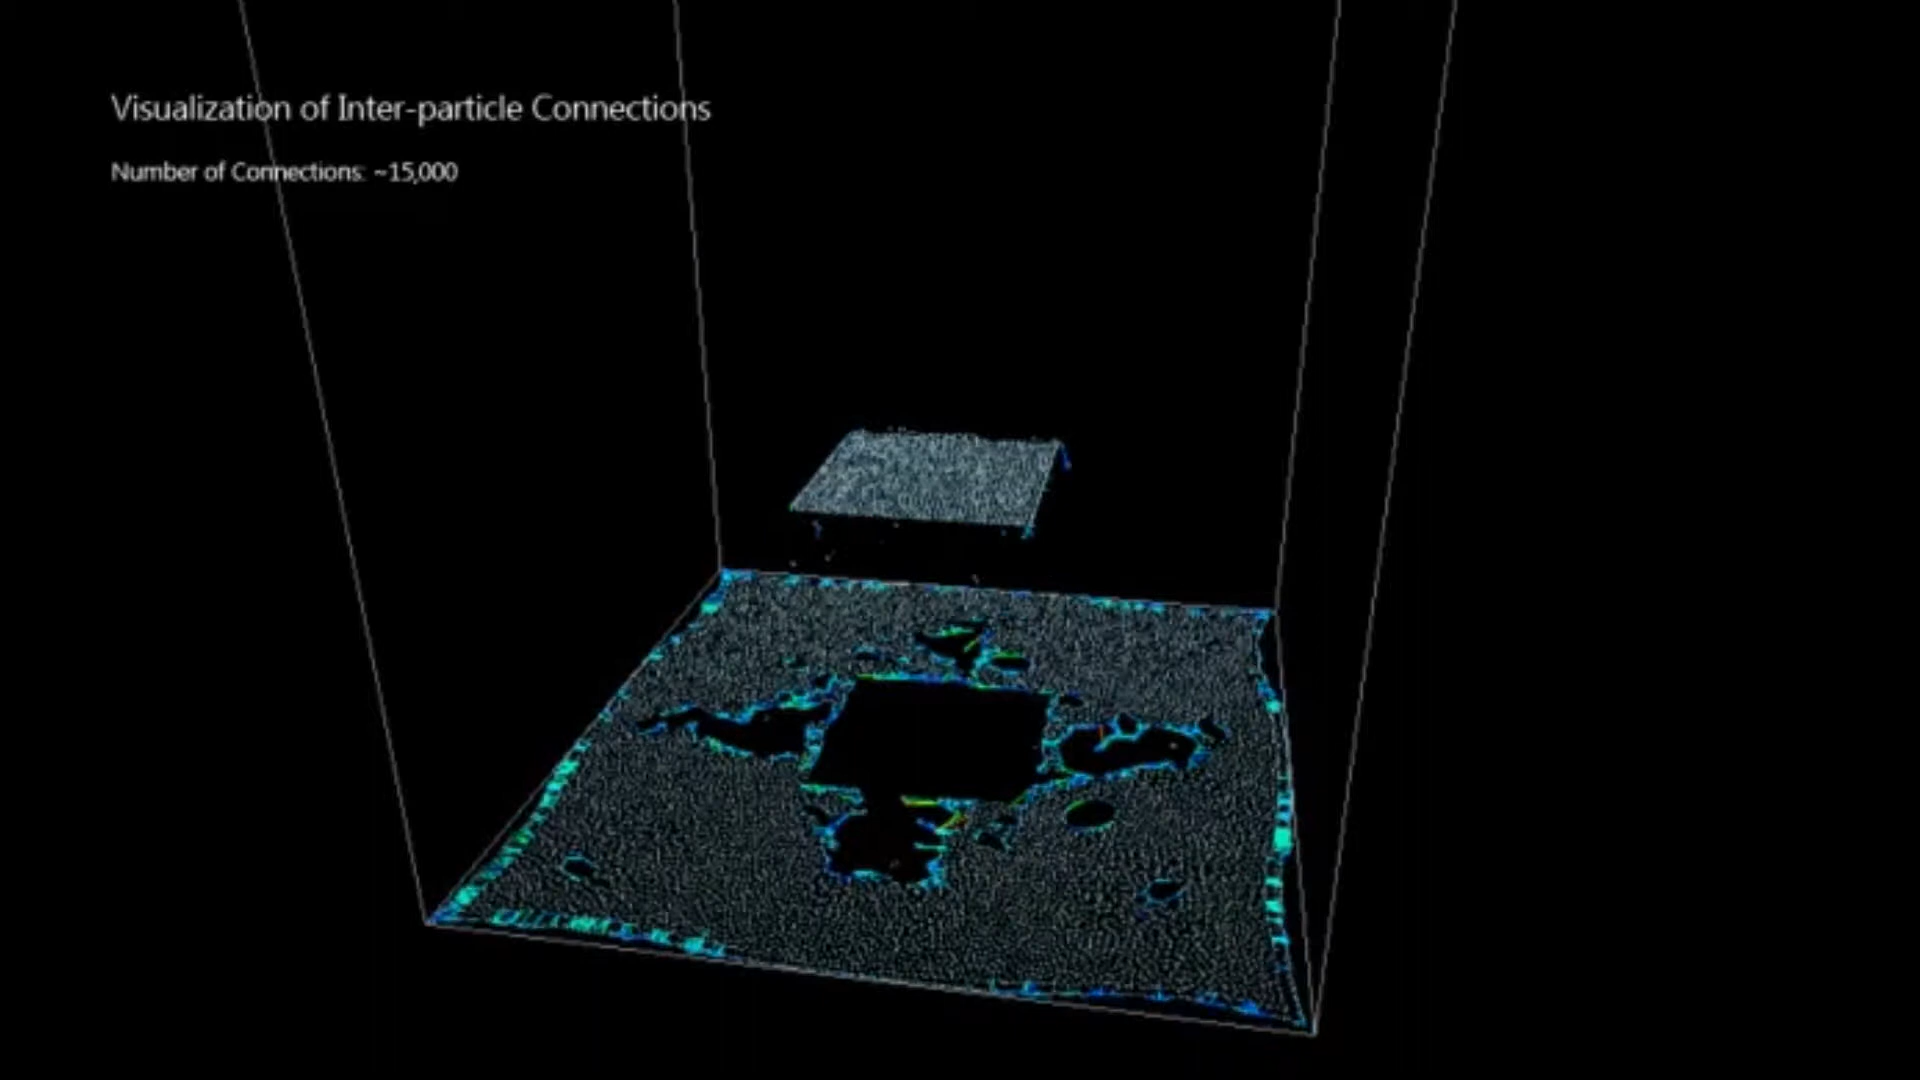 Visualization of Inter-particle Connections
Number of Connections: ~15,000